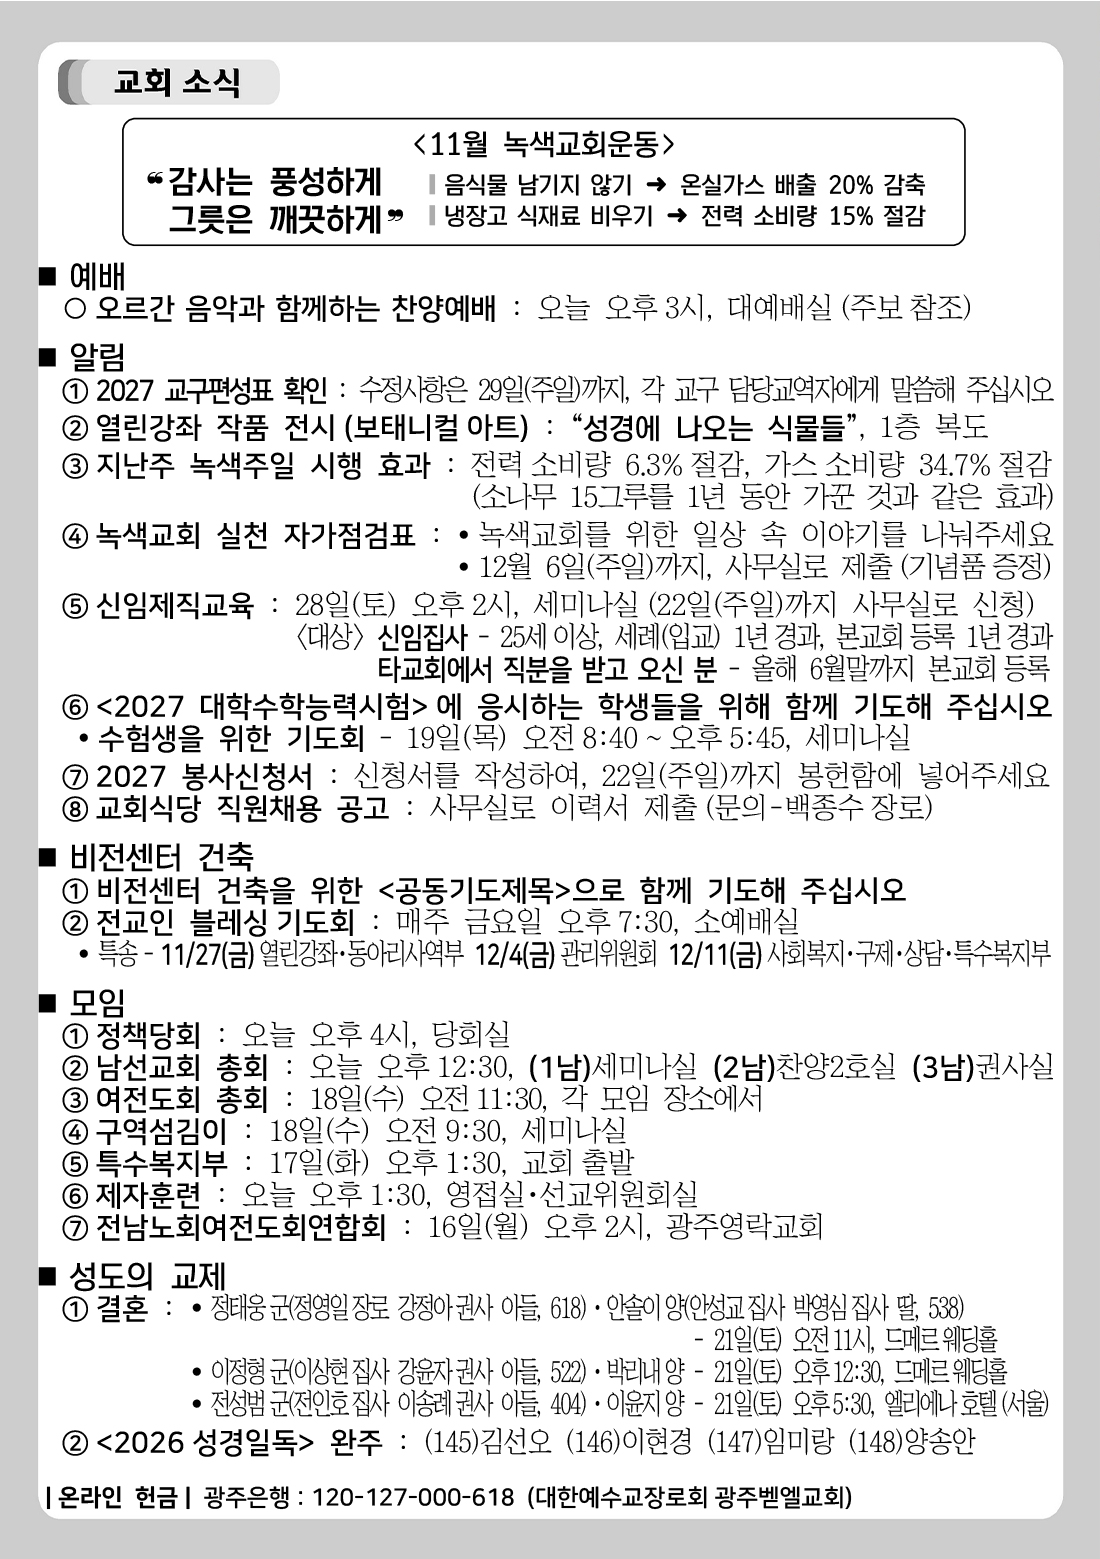 교회 소식
<11월 녹색교회운동>
❝감사는 풍성하게
그릇은 깨끗하게❞
음식물 남기지 않기 ➜ 온실가스 배출 20% 감축
냉장고 식재료 비우기 ➜ 전력 소비량 15% 절감
■ 예배
○ 오르간 음악과 함께하는 찬양예배 : 오늘 오후 3시, 대예배실 (주보 참조)
■ 알림
① 2027 교구편성표 확인 : 수정사항은 29일(주일)까지, 각 교구 담당교역자에게 말씀해 주십시오
② 열린강좌 작품 전시 (보태니컬 아트) : “성경에 나오는 식물들”, 1층 복도
③ 지난주 녹색주일 시행 효과 : 전력 소비량 6.3% 절감, 가스 소비량 34.7% 절감
(소나무 15그루를 1년 동안 가꾼 것과 같은 효과)
④ 녹색교회 실천 자가점검표 : • 녹색교회를 위한 일상 속 이야기를 나눠주세요
• 12월 6일(주일)까지, 사무실로 제출 (기념품 증정)
⑤ 신임제직교육 : 28일(토) 오후 2시, 세미나실 (22일(주일)까지 사무실로 신청)
〈대상〉 신임집사 - 25세 이상, 세례(입교) 1년 경과, 본교회 등록 1년 경과
타교회에서 직분을 받고 오신 분 - 올해 6월말까지 본교회 등록
⑥ <2027 대학수학능력시험> 에 응시하는 학생들을 위해 함께 기도해 주십시오
• 수험생을 위한 기도회 - 19일(목) 오전 8:40 ~ 오후 5:45, 세미나실
⑦ 2027 봉사신청서 : 신청서를 작성하여, 22일(주일)까지 봉헌함에 넣어주세요
⑧ 교회식당 직원채용 공고 : 사무실로 이력서 제출 (문의-백종수 장로)
■ 비전센터 건축
① 비전센터 건축을 위한 <공동기도제목>으로 함께 기도해 주십시오
② 전교인 블레싱 기도회 : 매주 금요일 오후 7:30, 소예배실
• 특송 - 11/27(금) 열린강좌·동아리사역부 12/4(금) 관리위원회 12/11(금) 사회복지·구제·상담·특수복지부
■ 모임
① 정책당회 : 오늘 오후 4시, 당회실
② 남선교회 총회 : 오늘 오후 12:30, (1남)세미나실 (2남)찬양2호실 (3남)권사실
③ 여전도회 총회 : 18일(수) 오전 11:30, 각 모임 장소에서
④ 구역섬김이 : 18일(수) 오전 9:30, 세미나실
⑤ 특수복지부 : 17일(화) 오후 1:30, 교회 출발
⑥ 제자훈련 : 오늘 오후 1:30, 영접실·선교위원회실
⑦ 전남노회여전도회연합회 : 16일(월) 오후 2시, 광주영락교회
■ 성도의 교제
① 결혼 : • 정태웅 군(정영일 장로 강정아 권사 아들, 618)·안솔이 양(안성교 집사 박영심 집사 딸, 538)
- 21일(토) 오전 11시, 드메르 웨딩홀
• 이정형 군(이상현 집사 강윤자 권사 아들, 522)·박리내 양 - 21일(토) 오후 12:30, 드메르 웨딩홀
• 전성범 군(전인호 집사 이송례 권사 아들, 404)·이윤지 양 - 21일(토) 오후 5:30, 엘리에나 호텔 (서울)
② <2026 성경일독> 완주 : (145)김선오 (146)이현경 (147)임미랑 (148)양송안
| 온라인 헌금 | 광주은행 : 120-127-000-618 (대한예수교장로회 광주벧엘교회)